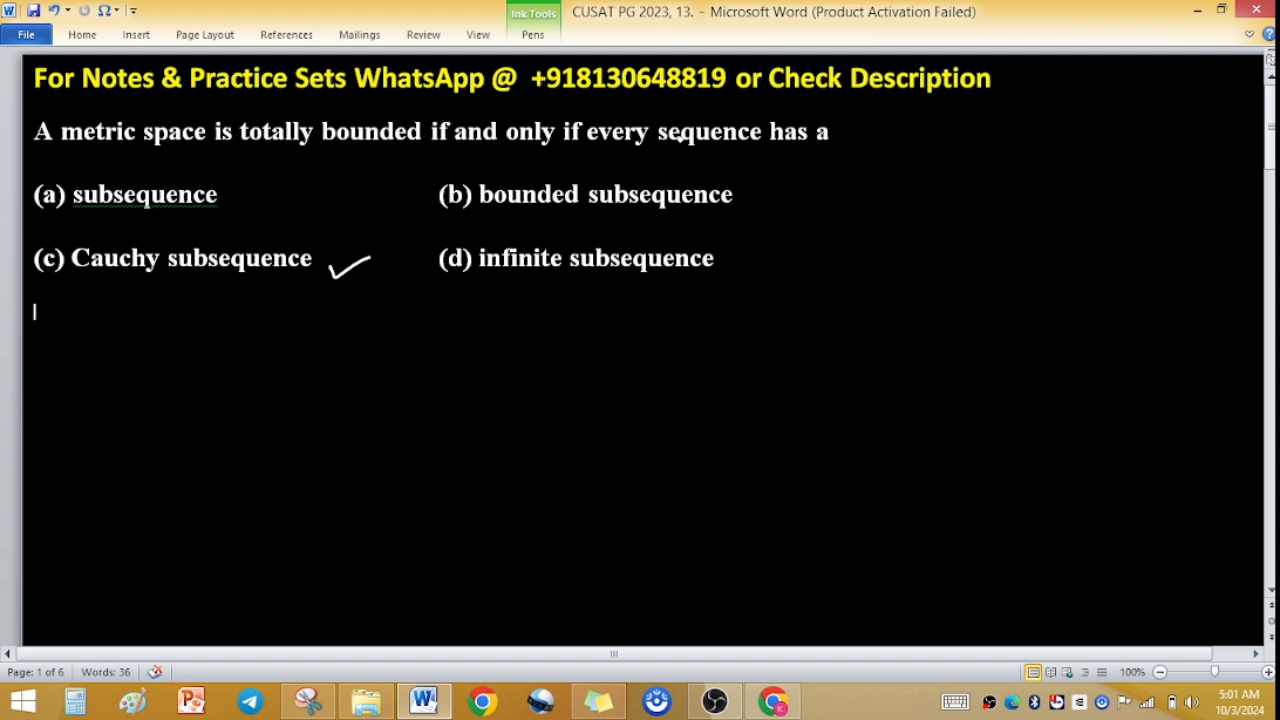 CUSAT PG 2023, 13. - Microsoft Word (Product Activation Failed)
Ink Tools
File Home Insert Page Layout References Mailings Review View Pens
For Notes & Practice Sets WhatsApp @ +918130648819 or Check Description
A metric space is totally bounded if and only if every sequence has a
(a) subsequence (b) bounded subsequence
(c) Cauchy subsequence (d) infinite subsequence
Page: 1 of 6 Words: 36 100%
5:01 AM
10/3/2024